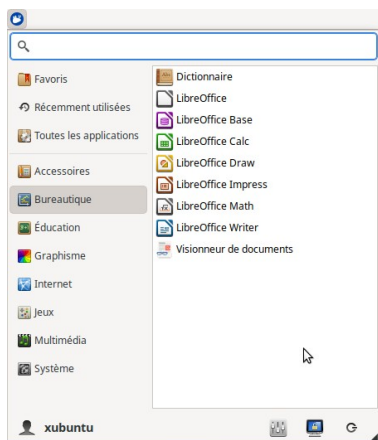 Favoris
Récemment utilisées
Toutes les applications
Accessoires
Bureautique
Éducation
Graphisme
Internet
Jeux
Multimédia
Système
Dictionnaire
LibreOffice
LibreOffice Base
LibreOffice Calc
LibreOffice Draw
LibreOffice Impress
LibreOffice Math
LibreOffice Writer
Visionneur de documents
xubuntu